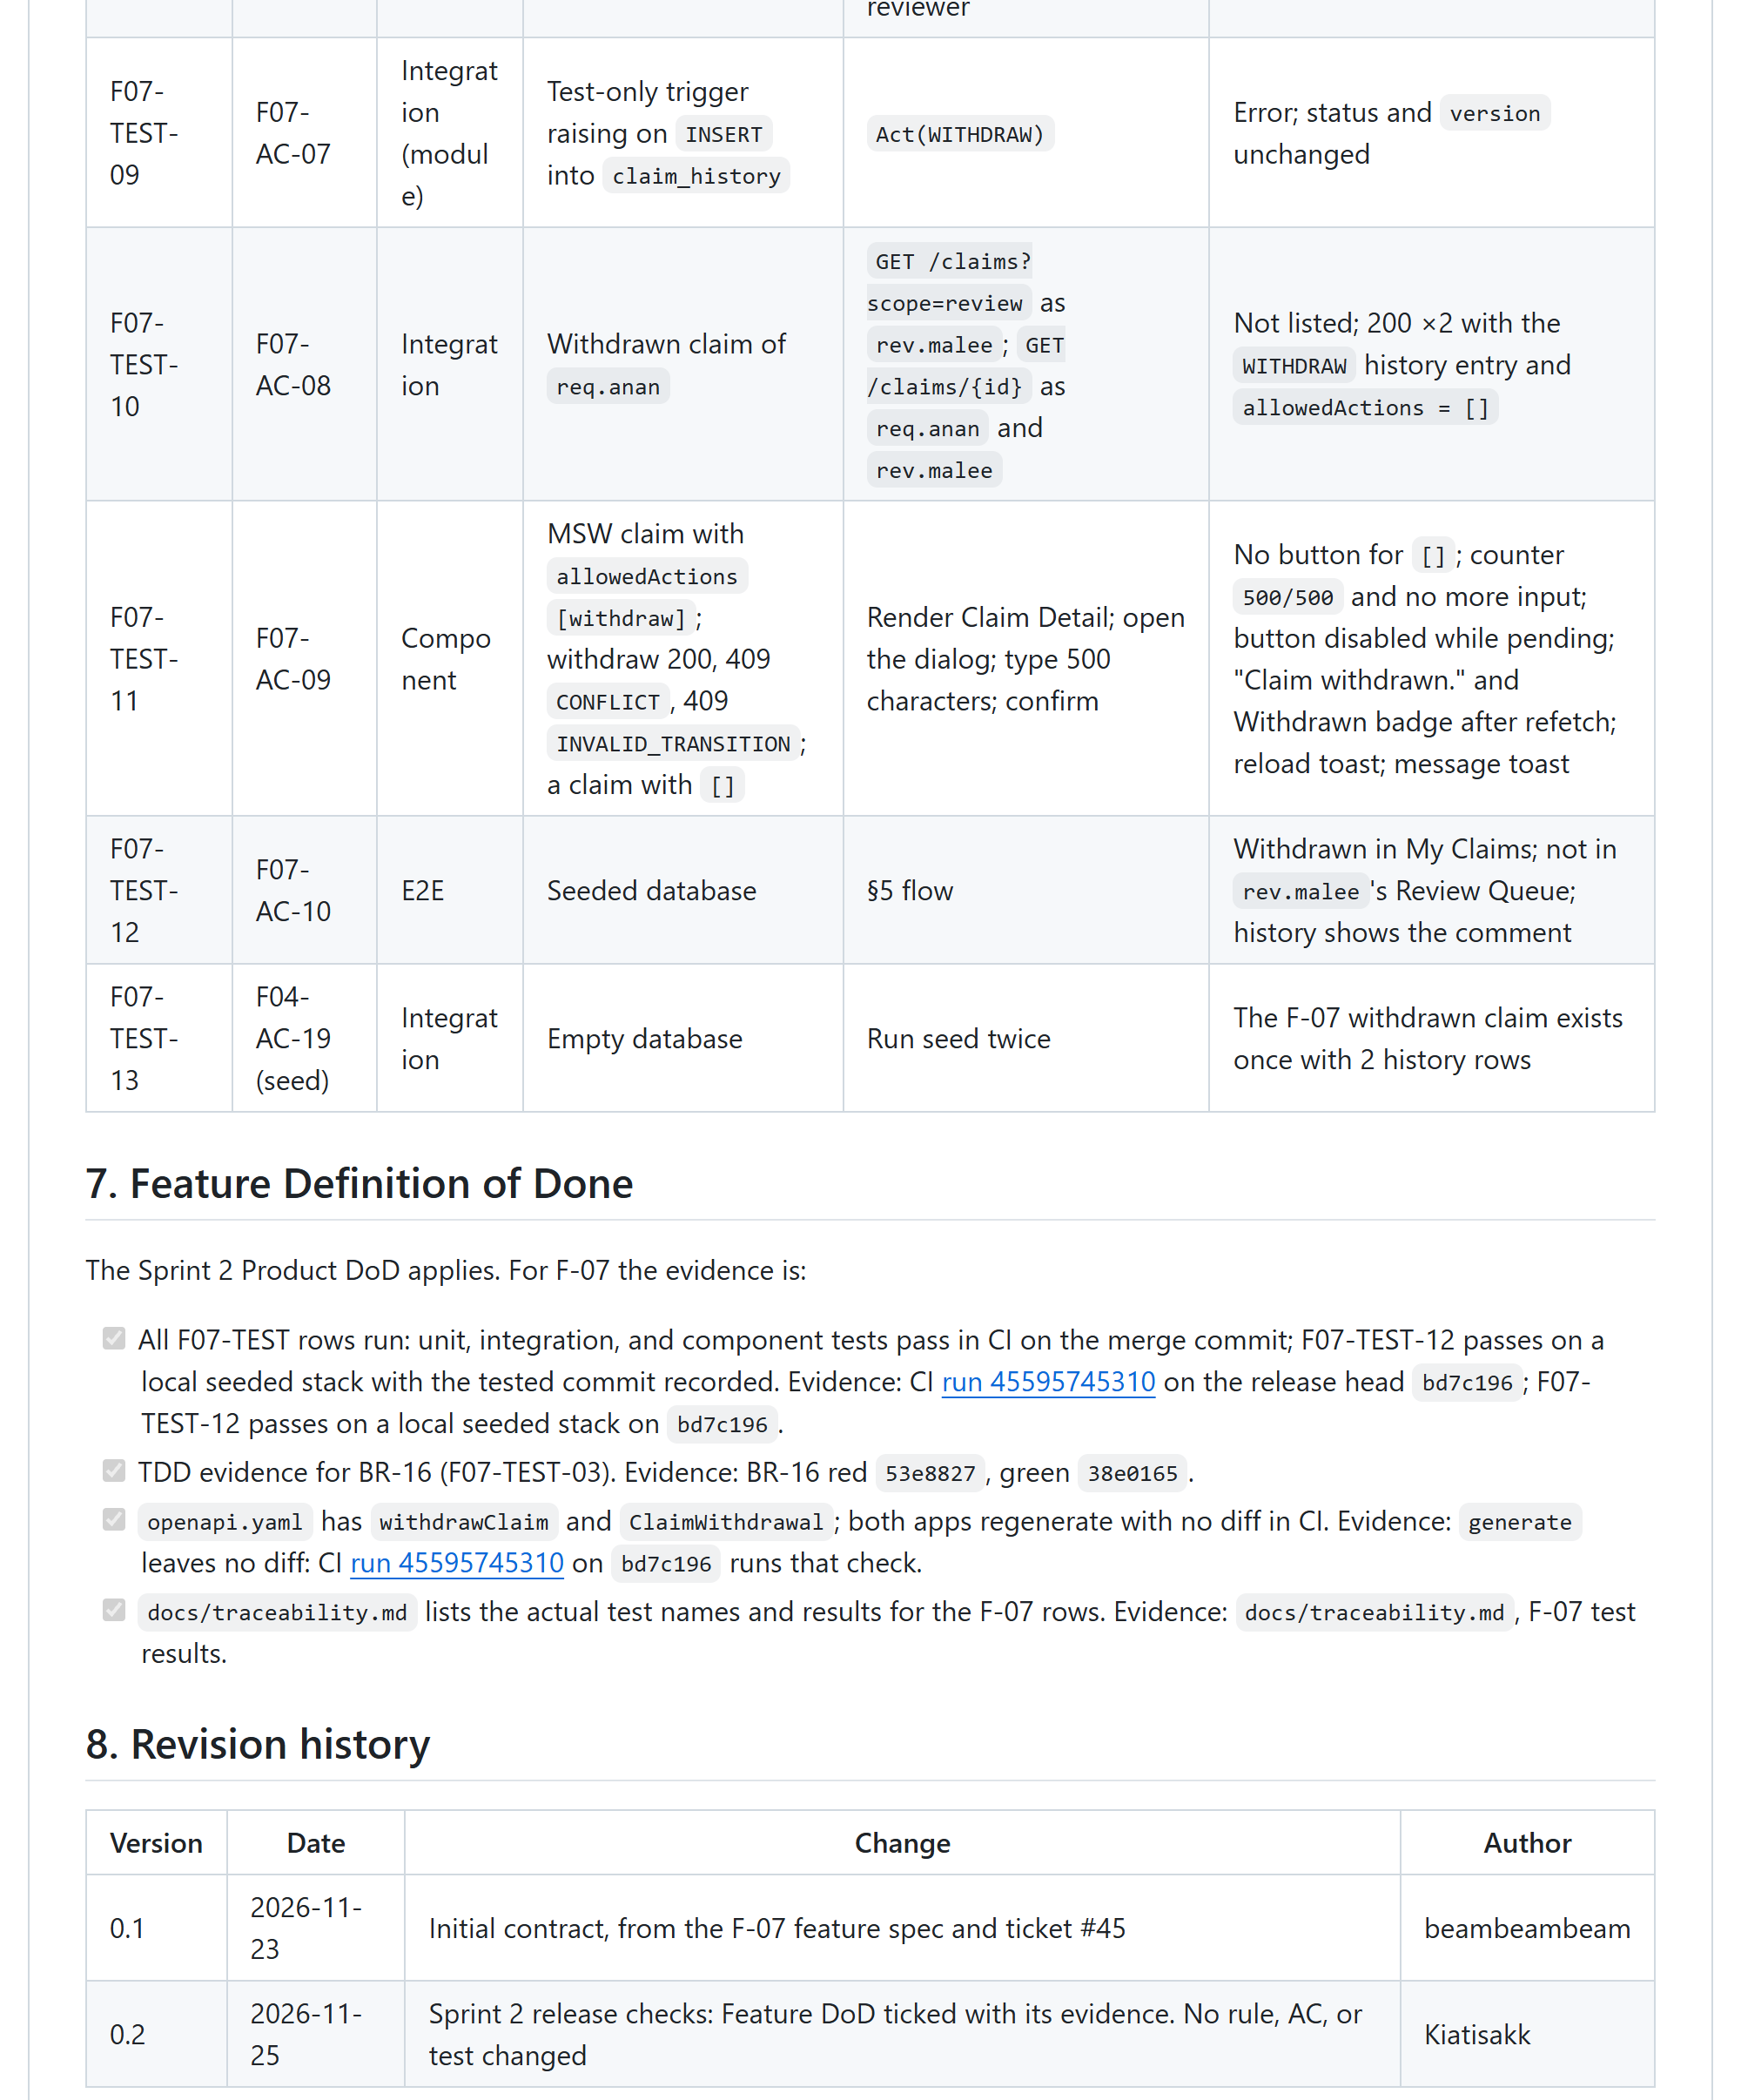 reviewer
F07-
TEST-
09
F07-
AC-07
Integrat
ion
(modul
e)
Test-only trigger
raising on INSERT
into claim_history
Act(WITHDRAW)
Error; status and version
unchanged
F07-
TEST-
10
F07-
AC-08
Integrat
ion
Withdrawn claim of
req.anan
GET /claims?
scope=review as
rev.malee; GET
/claims/{id} as
req.anan and
rev.malee
Not listed; 200 ×2 with the
WITHDRAW history entry and
allowedActions = []
F07-
TEST-
11
F07-
AC-09
Compo
nent
MSW claim with
allowedActions
[withdraw];
withdraw 200, 409
CONFLICT, 409
INVALID_TRANSITION;
a claim with []
Render Claim Detail; open
the dialog; type 500
characters; confirm
No button for []; counter
500/500 and no more input;
button disabled while pending;
"Claim withdrawn." and
Withdrawn badge after refetch;
reload toast; message toast
F07-
TEST-
12
F07-
AC-10
E2E
Seeded database
§5 flow
Withdrawn in My Claims; not in
rev.malee's Review Queue;
history shows the comment
F07-
TEST-
13
F04-
AC-19
(seed)
Integrat
ion
Empty database
Run seed twice
The F-07 withdrawn claim exists
once with 2 history rows
7. Feature Definition of Done
The Sprint 2 Product DoD applies. For F-07 the evidence is:
All F07-TEST rows run: unit, integration, and component tests pass in CI on the merge commit; F07-TEST-12 passes on a
local seeded stack with the tested commit recorded. Evidence: CI run 45595745310 on the release head bd7c196; F07-
TEST-12 passes on a local seeded stack on bd7c196.
TDD evidence for BR-16 (F07-TEST-03). Evidence: BR-16 red 53e8827, green 38e0165.
openapi.yaml has withdrawClaim and ClaimWithdrawal; both apps regenerate with no diff in CI. Evidence: generate
leaves no diff: CI run 45595745310 on bd7c196 runs that check.
docs/traceability.md lists the actual test names and results for the F-07 rows. Evidence: docs/traceability.md, F-07 test
results.
8. Revision history
Version
Date
Change
Author
0.1
2026-11-
23
Initial contract, from the F-07 feature spec and ticket #45
beambeambeam
0.2
2026-11-
25
Sprint 2 release checks: Feature DoD ticked with its evidence. No rule, AC, or
test changed
Kiatisakk